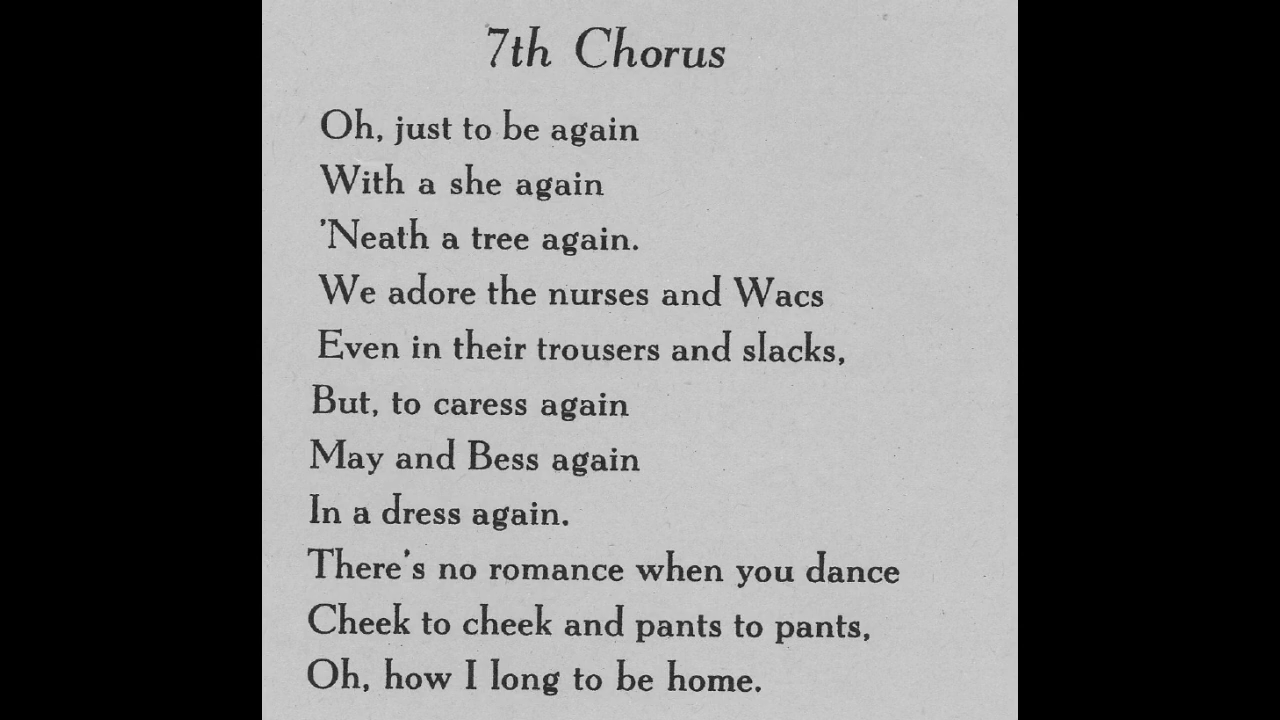 7th Chorus
Oh, just to be again
With a she again
'Neath a tree again.
We adore the nurses and Wacs
Even in their trousers and slacks,
But, to caress again
May and Bess again
In a dress again.
There's no romance when you dance
Cheek to cheek and pants to pants,
Oh, how I long to be home.